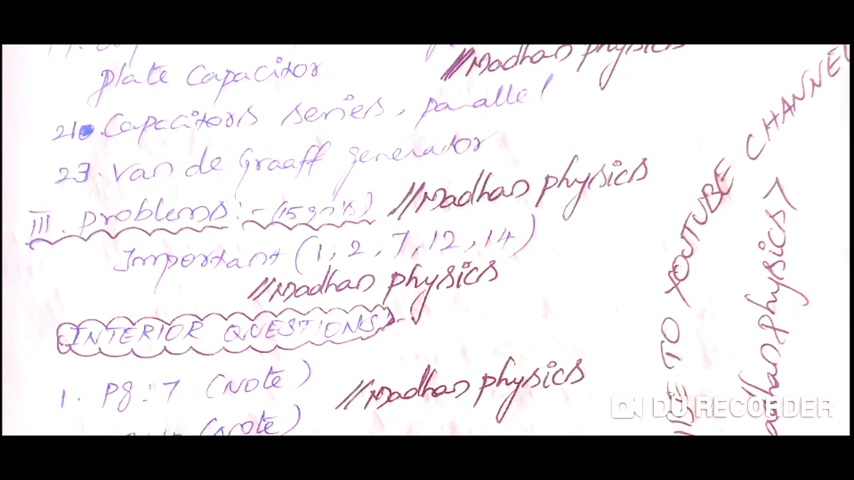 //Madhan physics
plate capacitor
21. Capacitors series, parallel
23. Van de Graaff generator
III. problems:- (15 qn's) //Madhan physics
Important (1, 2, 7, 12, 14)
//Madhan physics
INTERIOR QUESTIONS:-
1. Pg:7 (Note) //Madhan physics
(Note)
TO YOUTUBE CHANNEL
madhan physics>
DU RECORDER